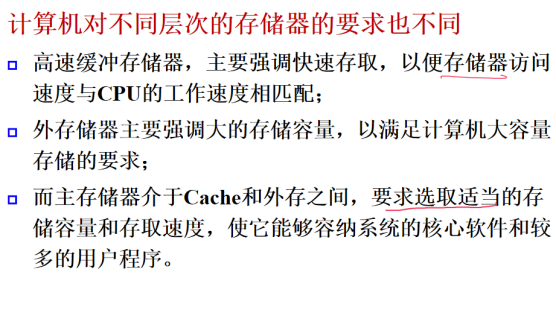 计算机对不同层次的存储器的要求也不同
高速缓冲存储器，主要强调快速存取，以便存储器访问
速度与CPU的工作速度相匹配；
外存储器主要强调大的存储容量，以满足计算机大容量
存储的要求；
而主存储器介于Cache和外存之间，要求选取适当的存
储容量和存取速度，使它能够容纳系统的核心软件和较
多的用户程序。